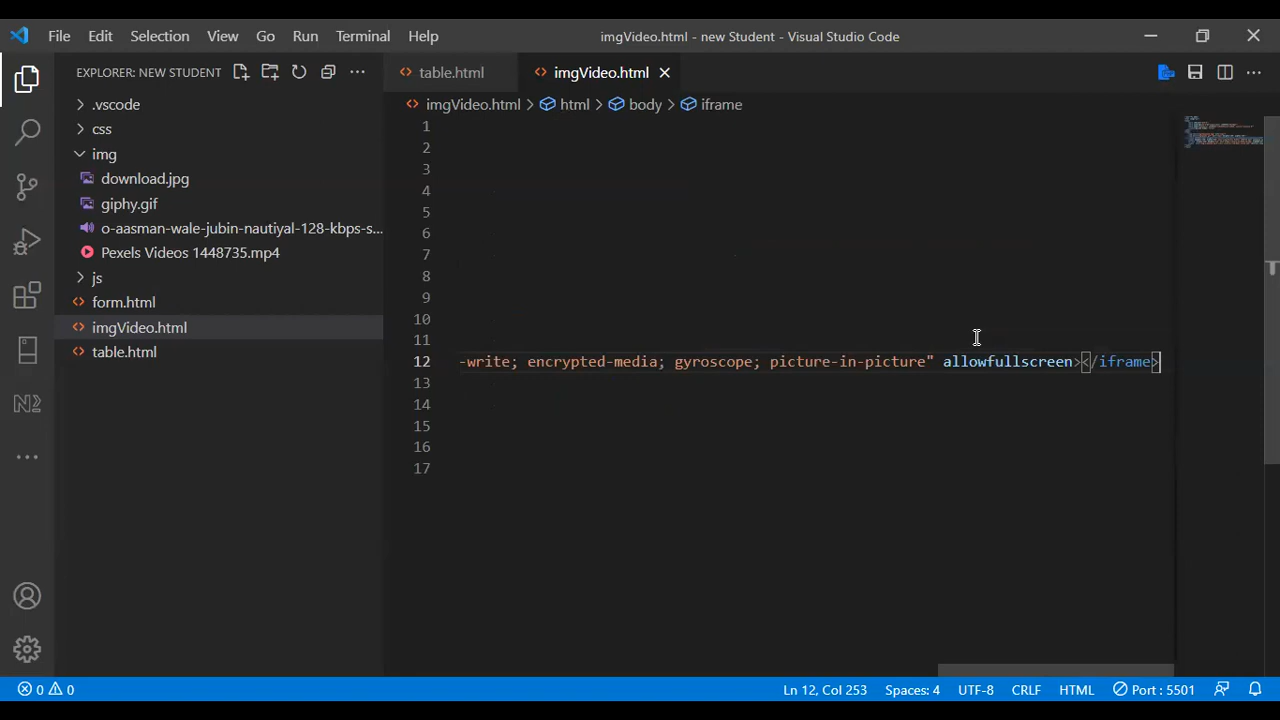 File Edit Selection View Go Run Terminal Help imgVideo.html - new Student - Visual Studio Code
EXPLORER: NEW STUDENT
.vscode
css
img
download.jpg
giphy.gif
o-aasman-wale-jubin-nautiyal-128-kbps-s...
Pexels Videos 1448735.mp4
js
form.html
imgVideo.html
table.html
table.html imgVideo.html
imgVideo.html > html > body > iframe
1
2
3
4
5
6
7
8
9
10
11
12 -write; encrypted-media; gyroscope; picture-in-picture" allowfullscreen></iframe>
13
14
15
16
17
0 0 Ln 12, Col 253 Spaces: 4 UTF-8 CRLF HTML Port : 5501